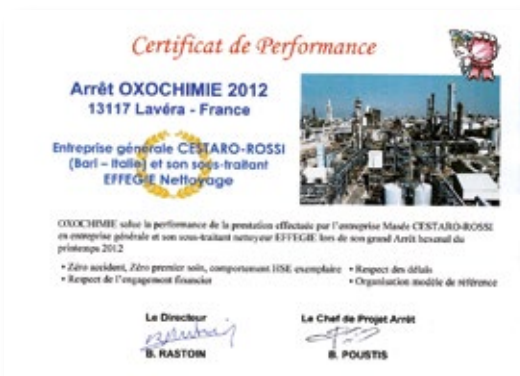 Certificat de Performance
Arrêt OXOCHIMIE 2012
13117 Lavéra - France
Entreprise générale CESTARO-ROSSI
(Bari – Italie) et son sous-traitant
EFFEGIE Nettoyage
OXOCHIMIE salue la performance de la prestation effectuée par l'entreprise Masée CESTARO-ROSSI
en entreprise générale et son sous-traitant nettoyeur EFFEGIE lors de son grand Arrêt hexenal du
printemps 2012
• Zéro accident, Zéro premier soin, comportement HSE exemplaire
• Respect de l'engagement financier
• Respect des délais
• Organisation modèle de référence
Le Directeur
B. RASTOIN
Le Chef de Projet Arrêt
B. POUSTIS